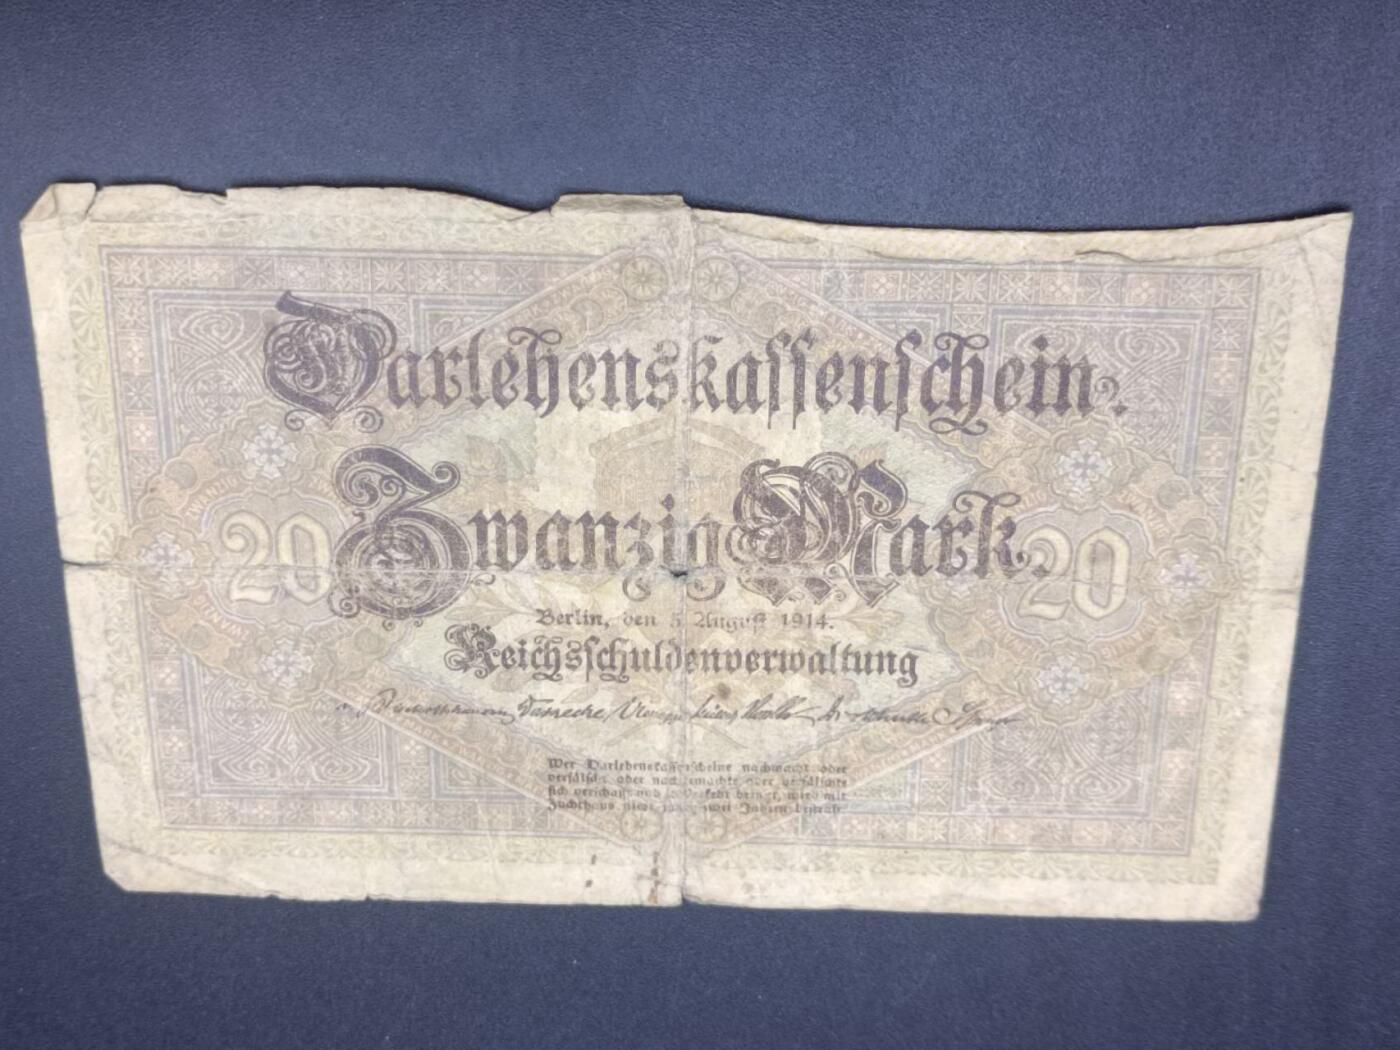 Darlehenskassenschein.
Zwanzig Mark.
20 20
Berlin, den 5. August 1914.
Reichsschuldenverwaltung
Wer Darlehenskassenscheine nachmacht oder
verfälscht oder nachgemachte oder verfälschte
sich verschafft und in Verkehr bringt, wird mit
Zuchthaus nicht unter zwei Jahren bestraft